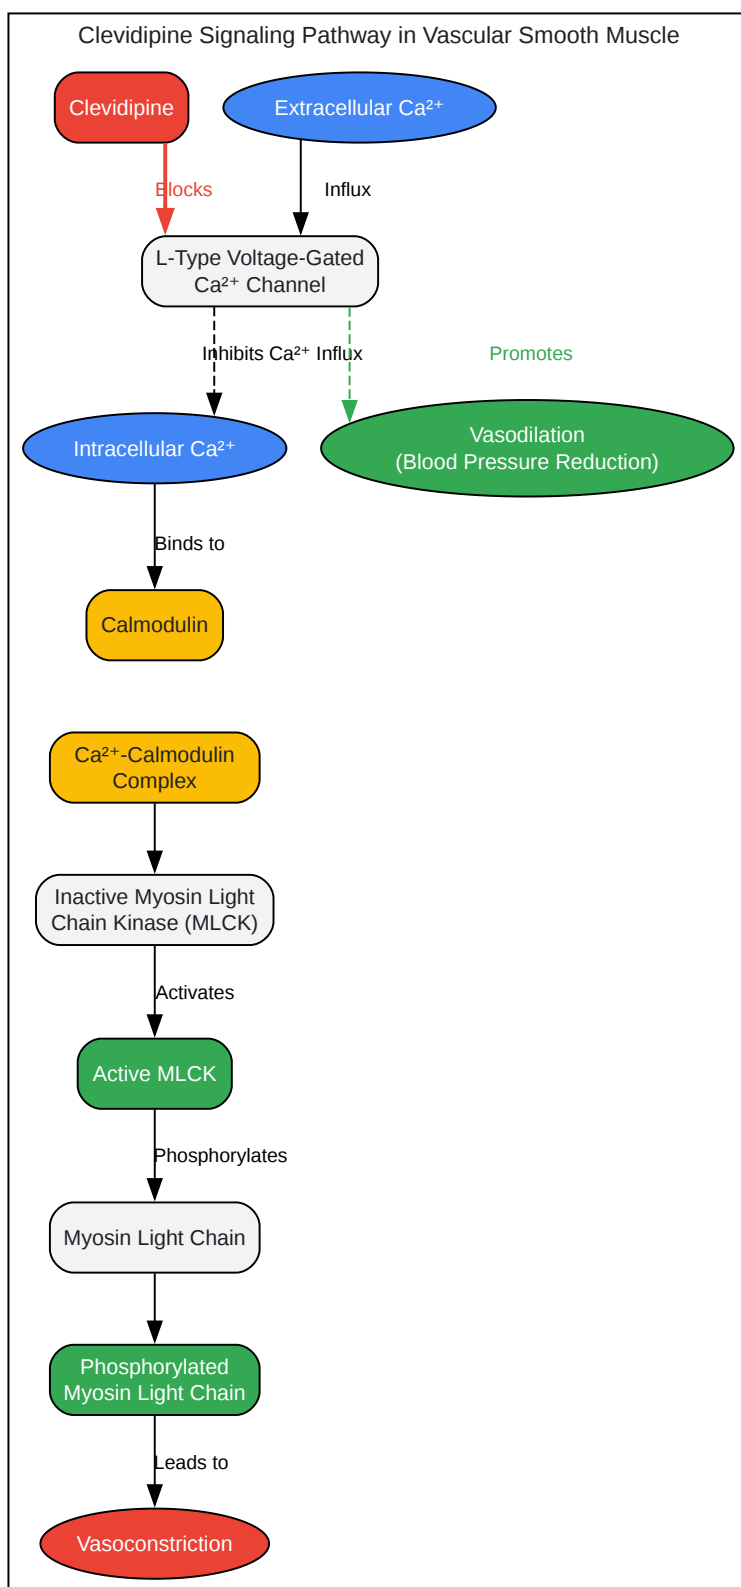 Clevidipine Signaling Pathway in Vascular Smooth Muscle
Clevidipine
Extracellular Ca²⁺
Blocks
Influx
L-Type Voltage-Gated
Ca²⁺ Channel
Inhibits Ca²⁺ Influx
Promotes
Intracellular Ca²⁺
Vasodilation
(Blood Pressure Reduction)
Binds to
Calmodulin
Ca²⁺-Calmodulin
Complex
Inactive Myosin Light
Chain Kinase (MLCK)
Activates
Active MLCK
Phosphorylates
Myosin Light Chain
Phosphorylated
Myosin Light Chain
Leads to
Vasoconstriction